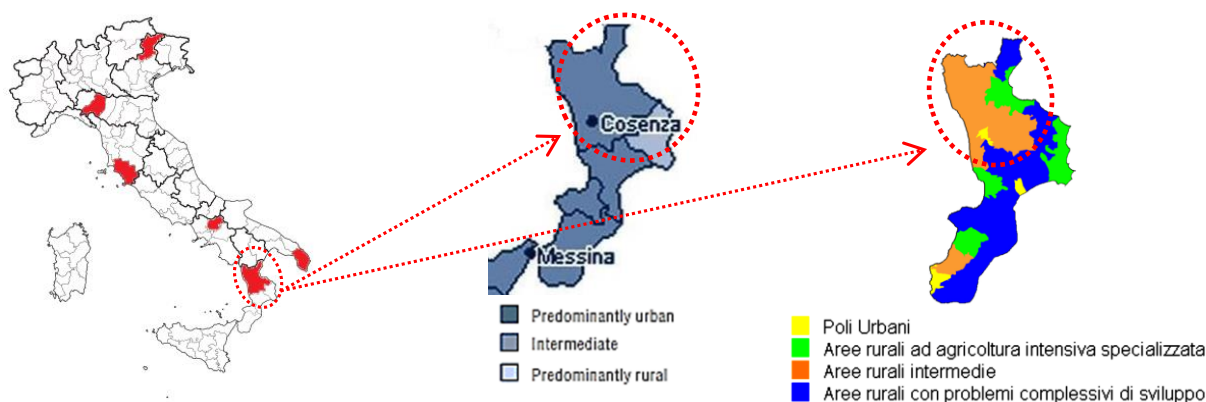 Cosenza
Messina
Predominantly urban
Intermediate
Predominantly rural
Poli Urbani
Aree rurali ad agricoltura intensiva specializzata
Aree rurali intermedie
Aree rurali con problemi complessivi di sviluppo